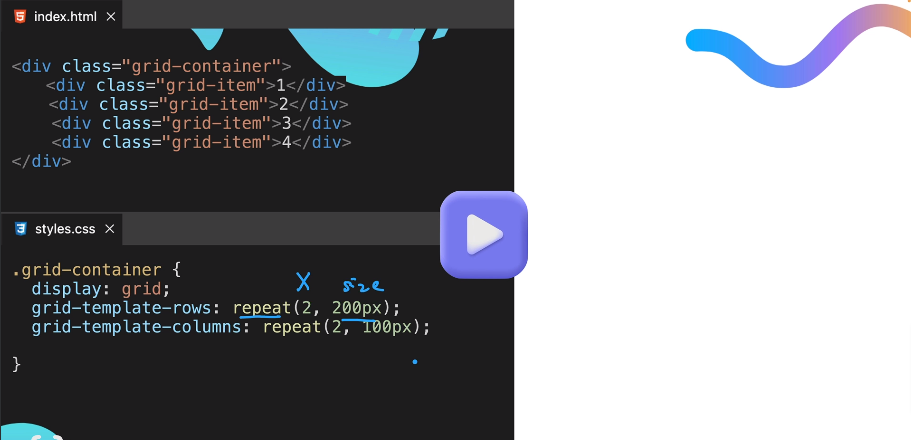 index.html ×
<div class="grid-container">
<div class="grid-item">1</div>
<div class="grid-item">2</div>
<div class="grid-item">3</div>
<div class="grid-item">4</div>
</div>
styles.css ×
.grid-container {
X size
display: grid;
grid-template-rows: repeat(2, 200px);
grid-template-columns: repeat(2, 100px);
}